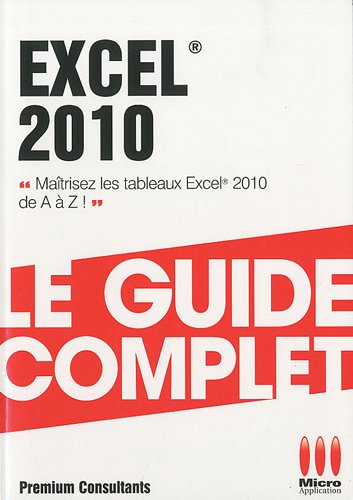 EXCEL®
2010
" Maîtrisez les tableaux Excel® 2010
de A à Z ! "
LE GUIDE
COMPLET
Premium Consultants
Micro
Application